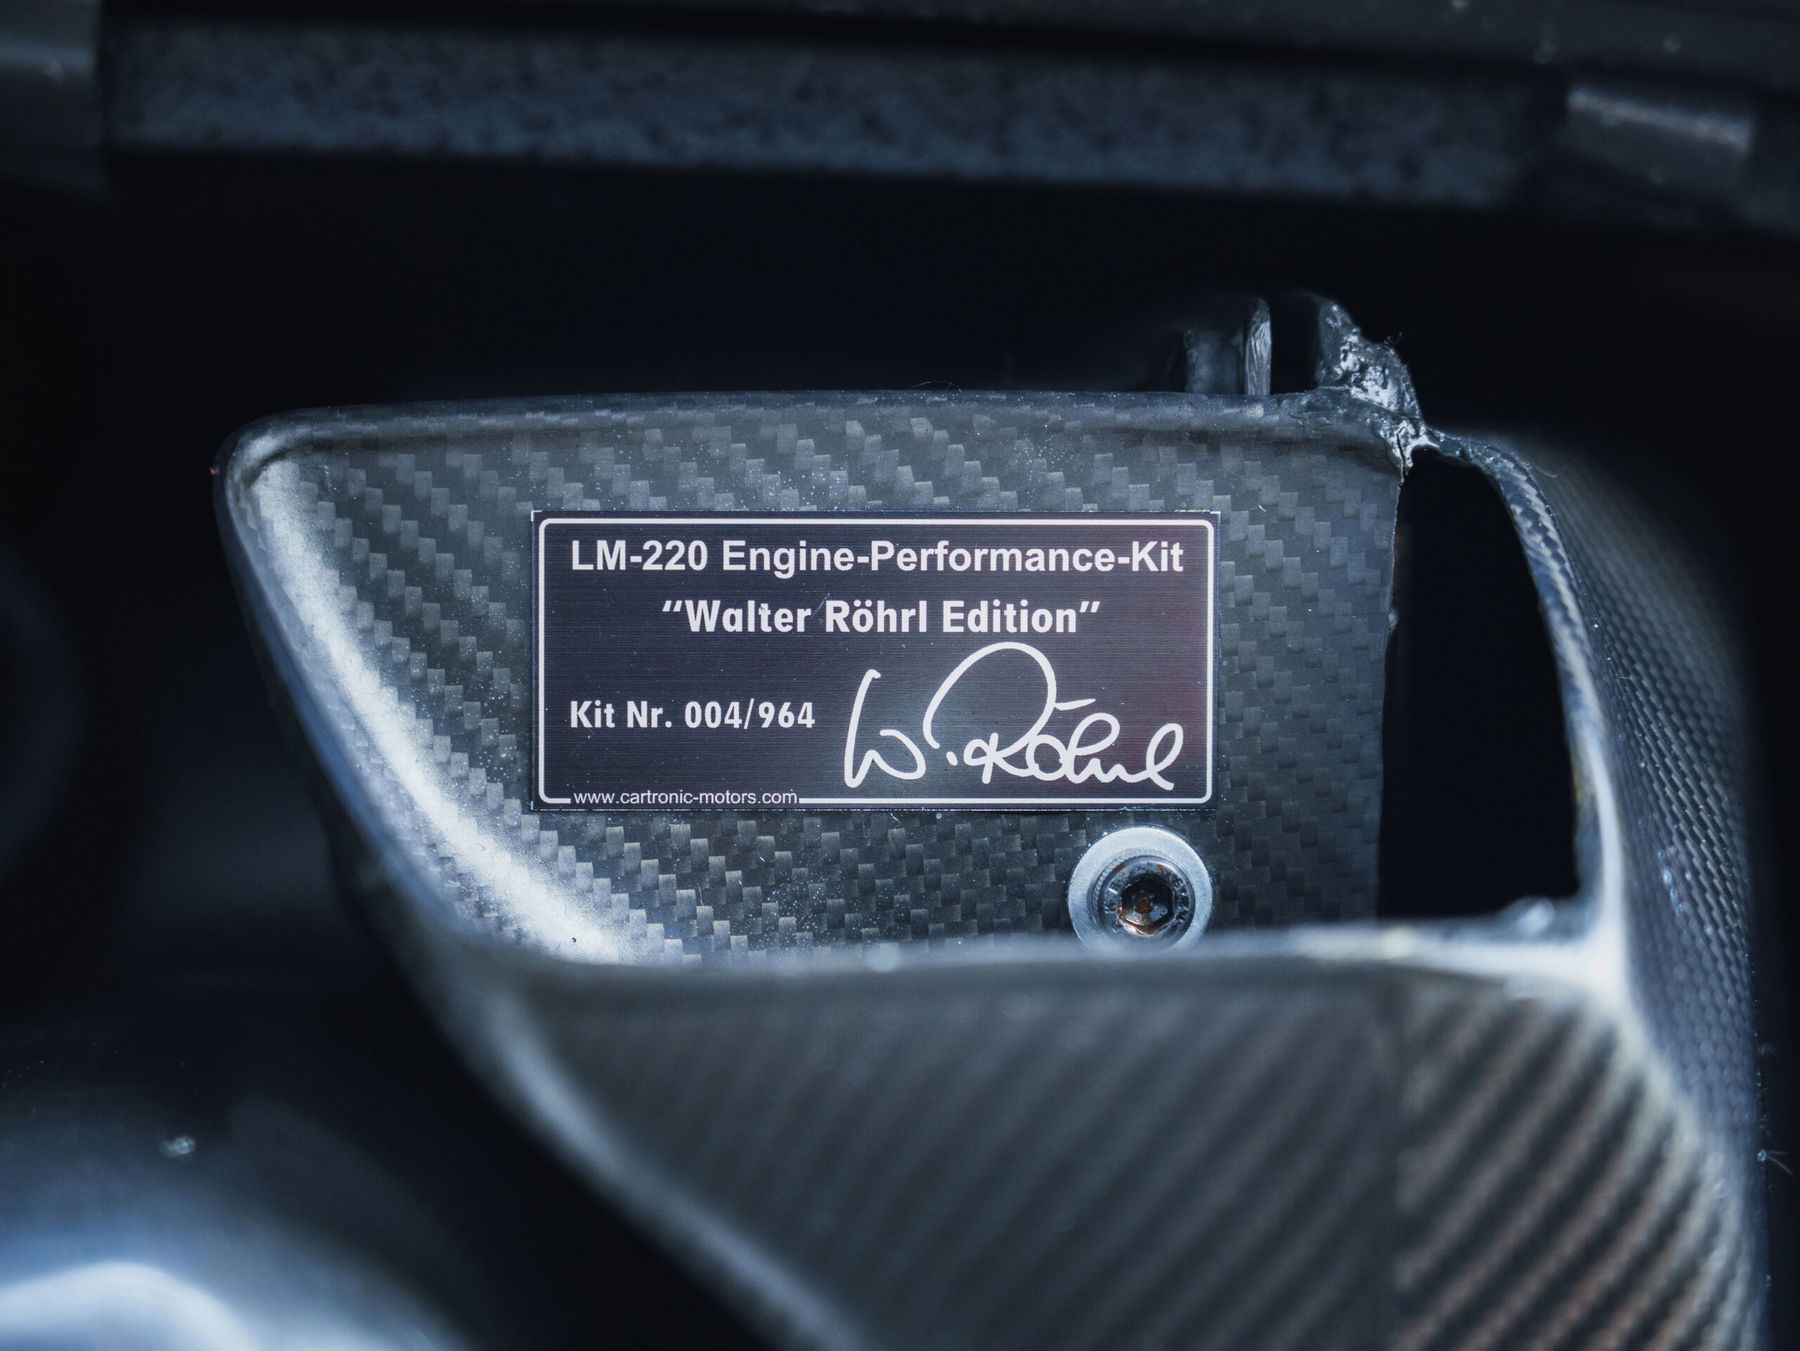 LM-220 Engine-Performance-Kit
“Walter Röhrl Edition”
Kit Nr. 004/964
W. Röhrl
www.cartronic-motors.com